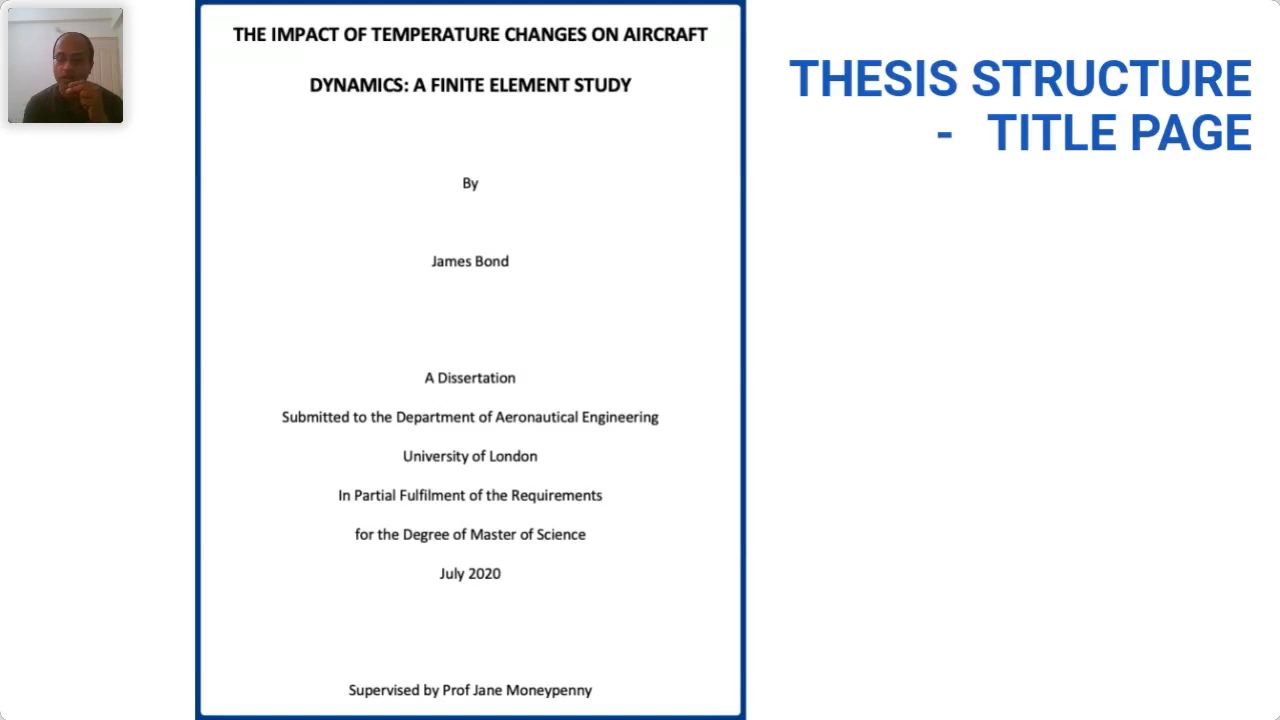 THE IMPACT OF TEMPERATURE CHANGES ON AIRCRAFT
DYNAMICS: A FINITE ELEMENT STUDY
By
James Bond
A Dissertation
Submitted to the Department of Aeronautical Engineering
University of London
In Partial Fulfilment of the Requirements
for the Degree of Master of Science
July 2020
Supervised by Prof Jane Moneypenny
THESIS STRUCTURE
- TITLE PAGE